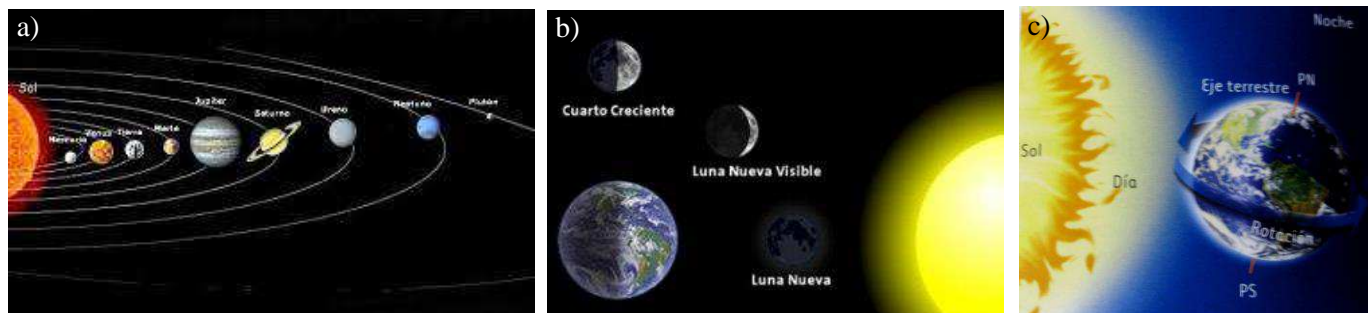 a)
Sol
Mercurio
Venus
Tierra
Marte
Jupiter
Saturno
Urano
Neptuno
Plutón
b)
Cuarto Creciente
Luna Nueva Visible
Luna Nueva
c)
Noche
PN
Eje terrestre
Sol
Día
Rotación
PS